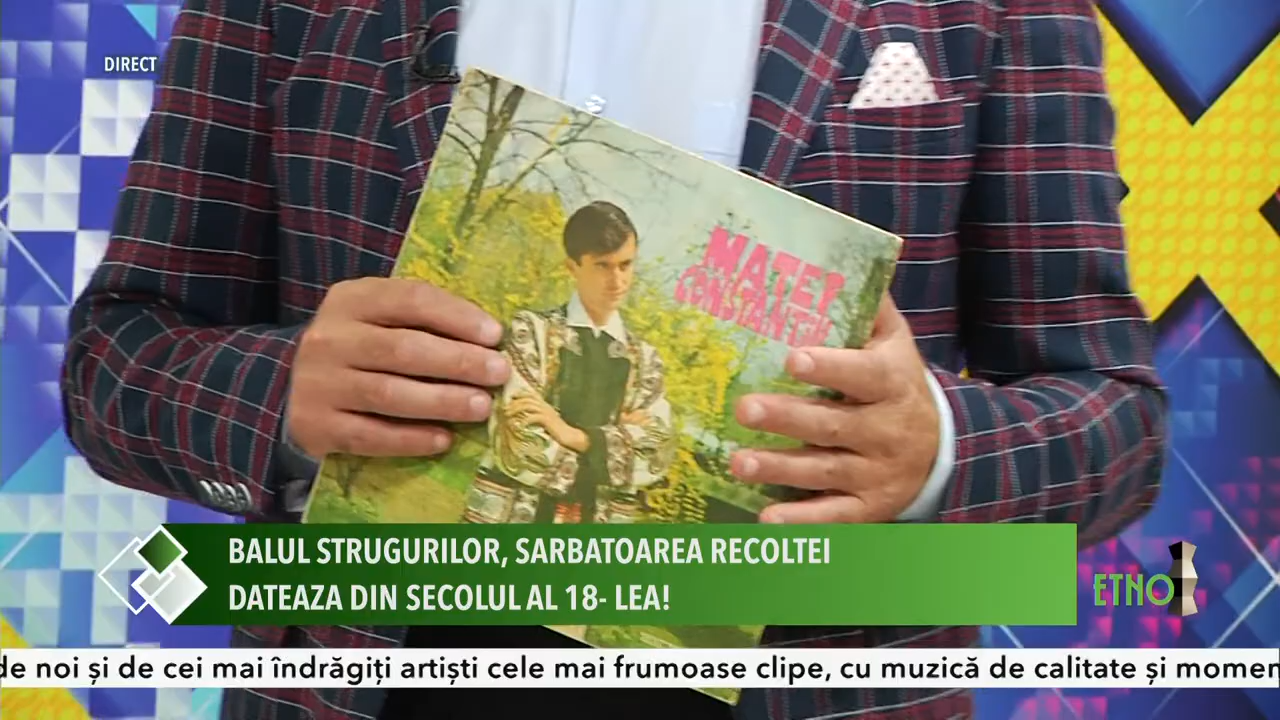 DIRECT
MATEY
CONSTANTIN
BALUL STRUGURILOR, SARBATOAREA RECOLTEI
DATEAZA DIN SECOLUL AL 18- LEA!
ETNO
de noi și de cei mai îndrăgiți artiști cele mai frumoase clipe, cu muzică de calitate și momen